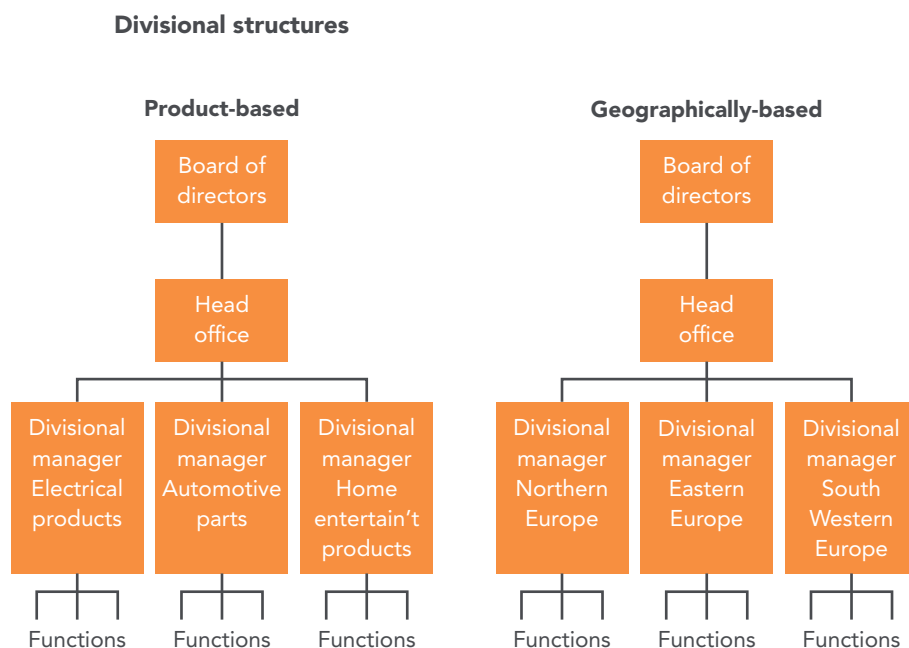 Divisional structures
Product-based
Board of
directors
Head
office
Divisional
manager
Electrical
products
Divisional
manager
Automotive
parts
Divisional
manager
Home
entertain’t
products
Functions
Functions
Functions
Geographically-based
Board of
directors
Head
office
Divisional
manager
Northern
Europe
Divisional
manager
Eastern
Europe
Divisional
manager
South
Western
Europe
Functions
Functions
Functions